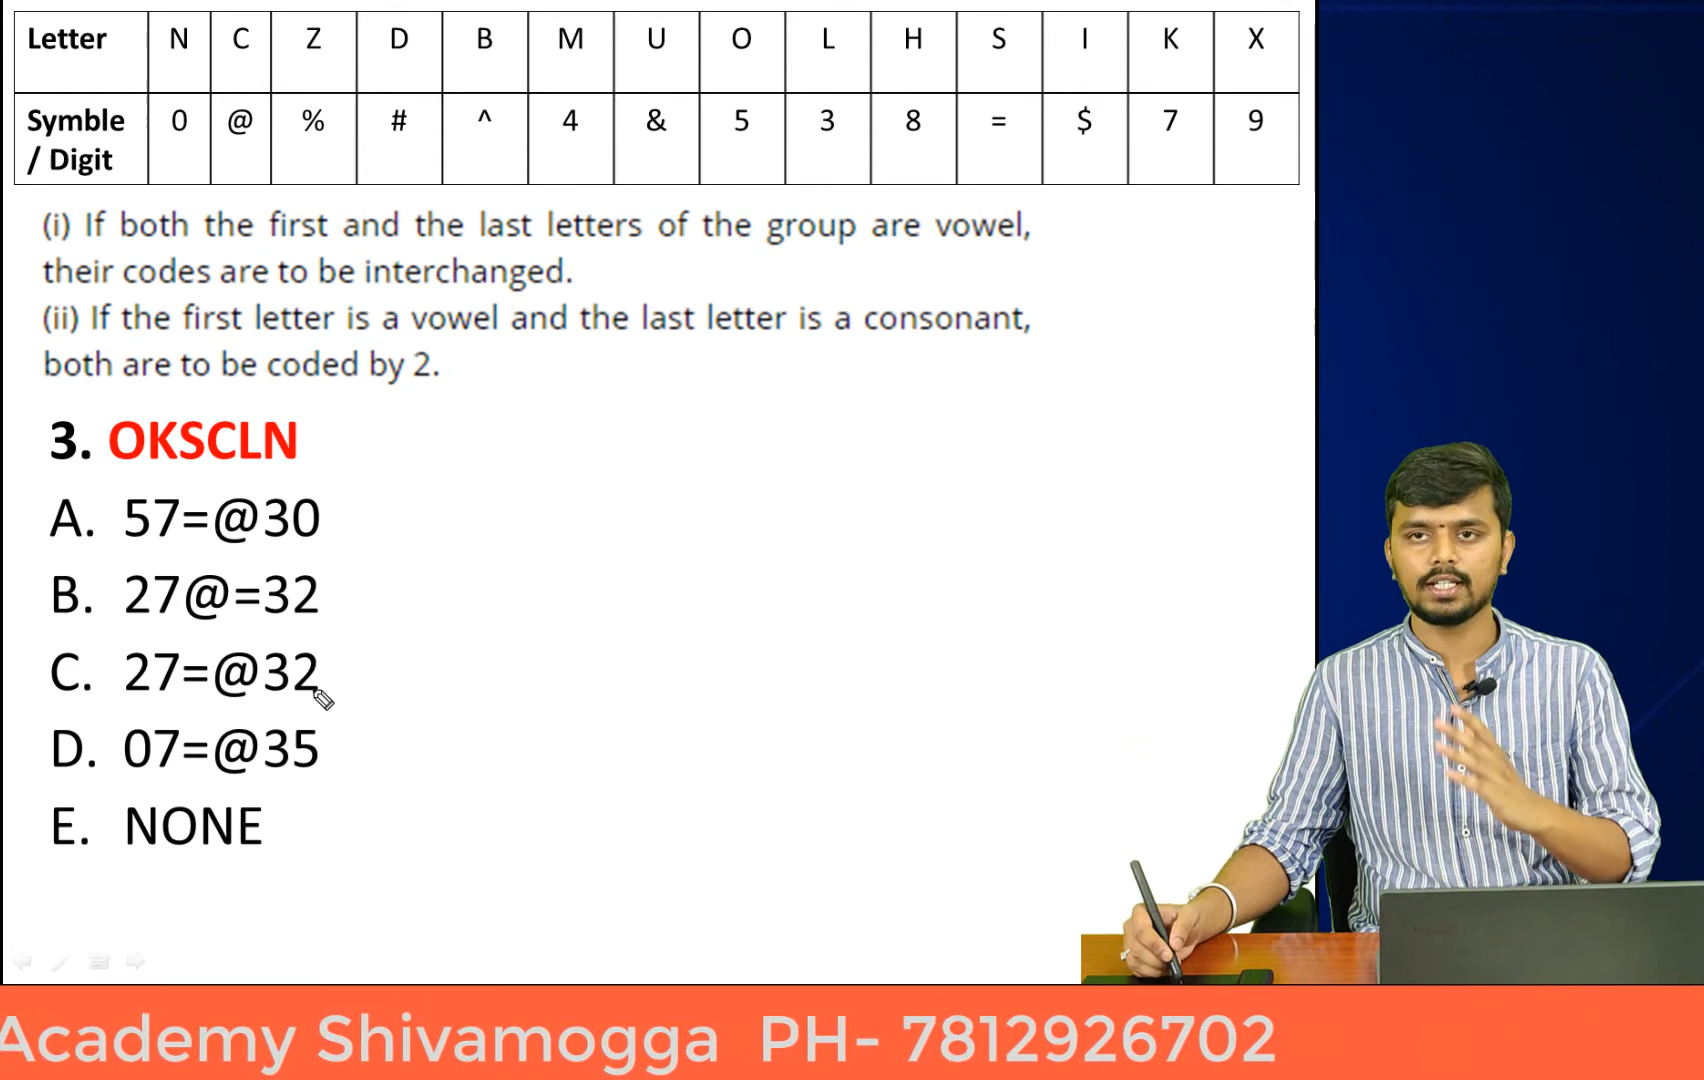 Letter N C Z D B M U O L H S I K X
Symble / Digit 0 @ % # ^ 4 & 5 3 8 = $ 7 9
(i) If both the first and the last letters of the group are vowel,
their codes are to be interchanged.
(ii) If the first letter is a vowel and the last letter is a consonant,
both are to be coded by 2.
3. OKSCLN
A. 57=@30
B. 27@=32
C. 27=@32
D. 07=@35
E. NONE
Academy Shivamogga PH- 7812926702